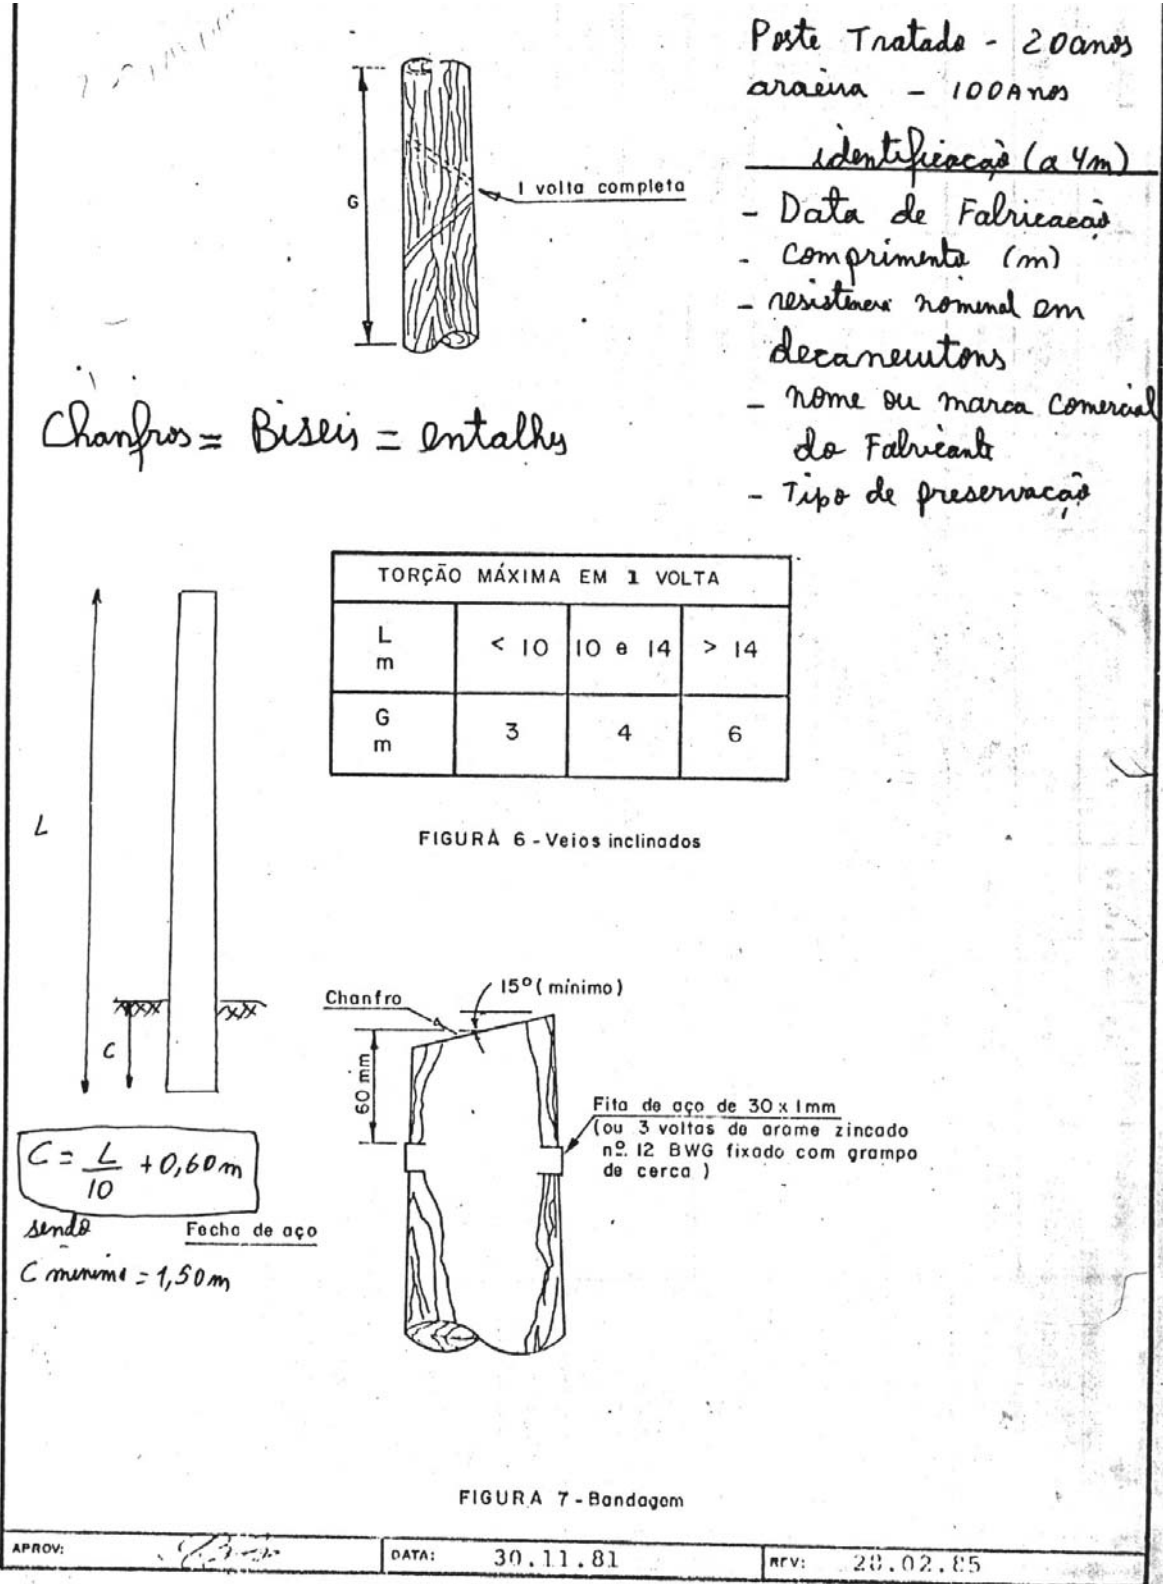 Poste Tratado - 20anos
araeira - 100Anos
identificação (a 4m)
- Data de Fabricação
- Comprimento (m)
- resistencia nominal em
decanewtons
- nome ou marca comercial
do Fabricante
- Tipo de preservação
G
1 volta completa
Chanfros = Biseis = entalhes
TORÇÃO MÁXIMA EM 1 VOLTA
L m < 10 10 e 14 > 14
G m 3 4 6
FIGURA 6 - Veios inclinados
L
C
C = L/10 + 0,60m
sendo
C minimo = 1,50m
Chanfro
15º (mínimo)
60 mm
Fita de aço de 30 x 1mm
(ou 3 voltas de arame zincado
nº. 12 BWG fixado com grampo
de cerca )
Fecho de aço
FIGURA 7 - Bandagem
APROV:
DATA: 30.11.81
REV: 28.02.85